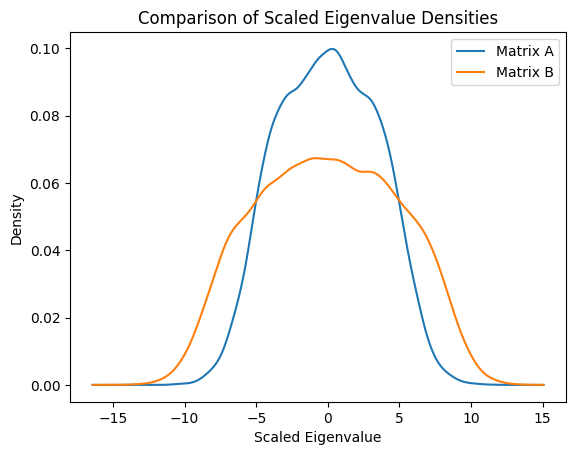 Comparison of Scaled Eigenvalue Densities
Matrix A
Matrix B
0.10
0.08
0.06
0.04
0.02
0.00
Density
−15
−10
−5
0
5
10
15
Scaled Eigenvalue